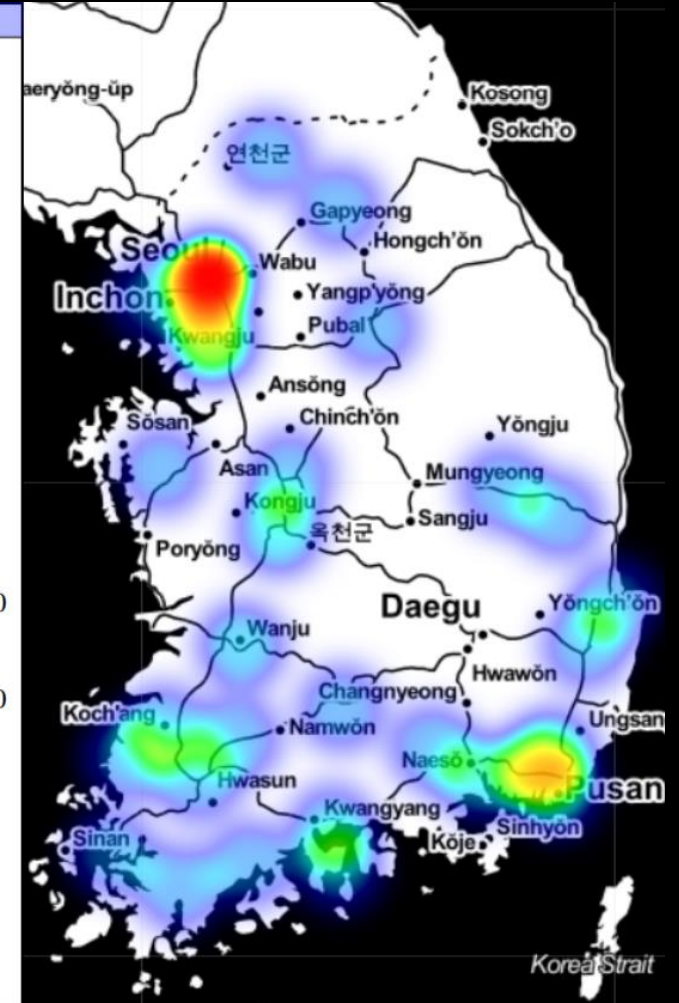 aeryŏng-ŭp
Kosong
Sokch'o
연천군
Gapyeong
Hongch'ŏn
Seoul
Wabu
Inchon
Yangp'yŏng
Kwangju
Pubal
Ansŏng
Sŏsan
Chinch'ŏn
Yŏngju
Asan
Mungyeong
Kongju
Sangju
옥천군
Poryŏng
Daegu
Yŏngch'ŏn
Wanju
Hwawŏn
Changnyeong
Koch'ang
Namwŏn
Ungsan
Naesŏ
Hwasun
Pusan
Kwangyang
Sinhyŏn
Sinan
Kŏje
Korea Strait